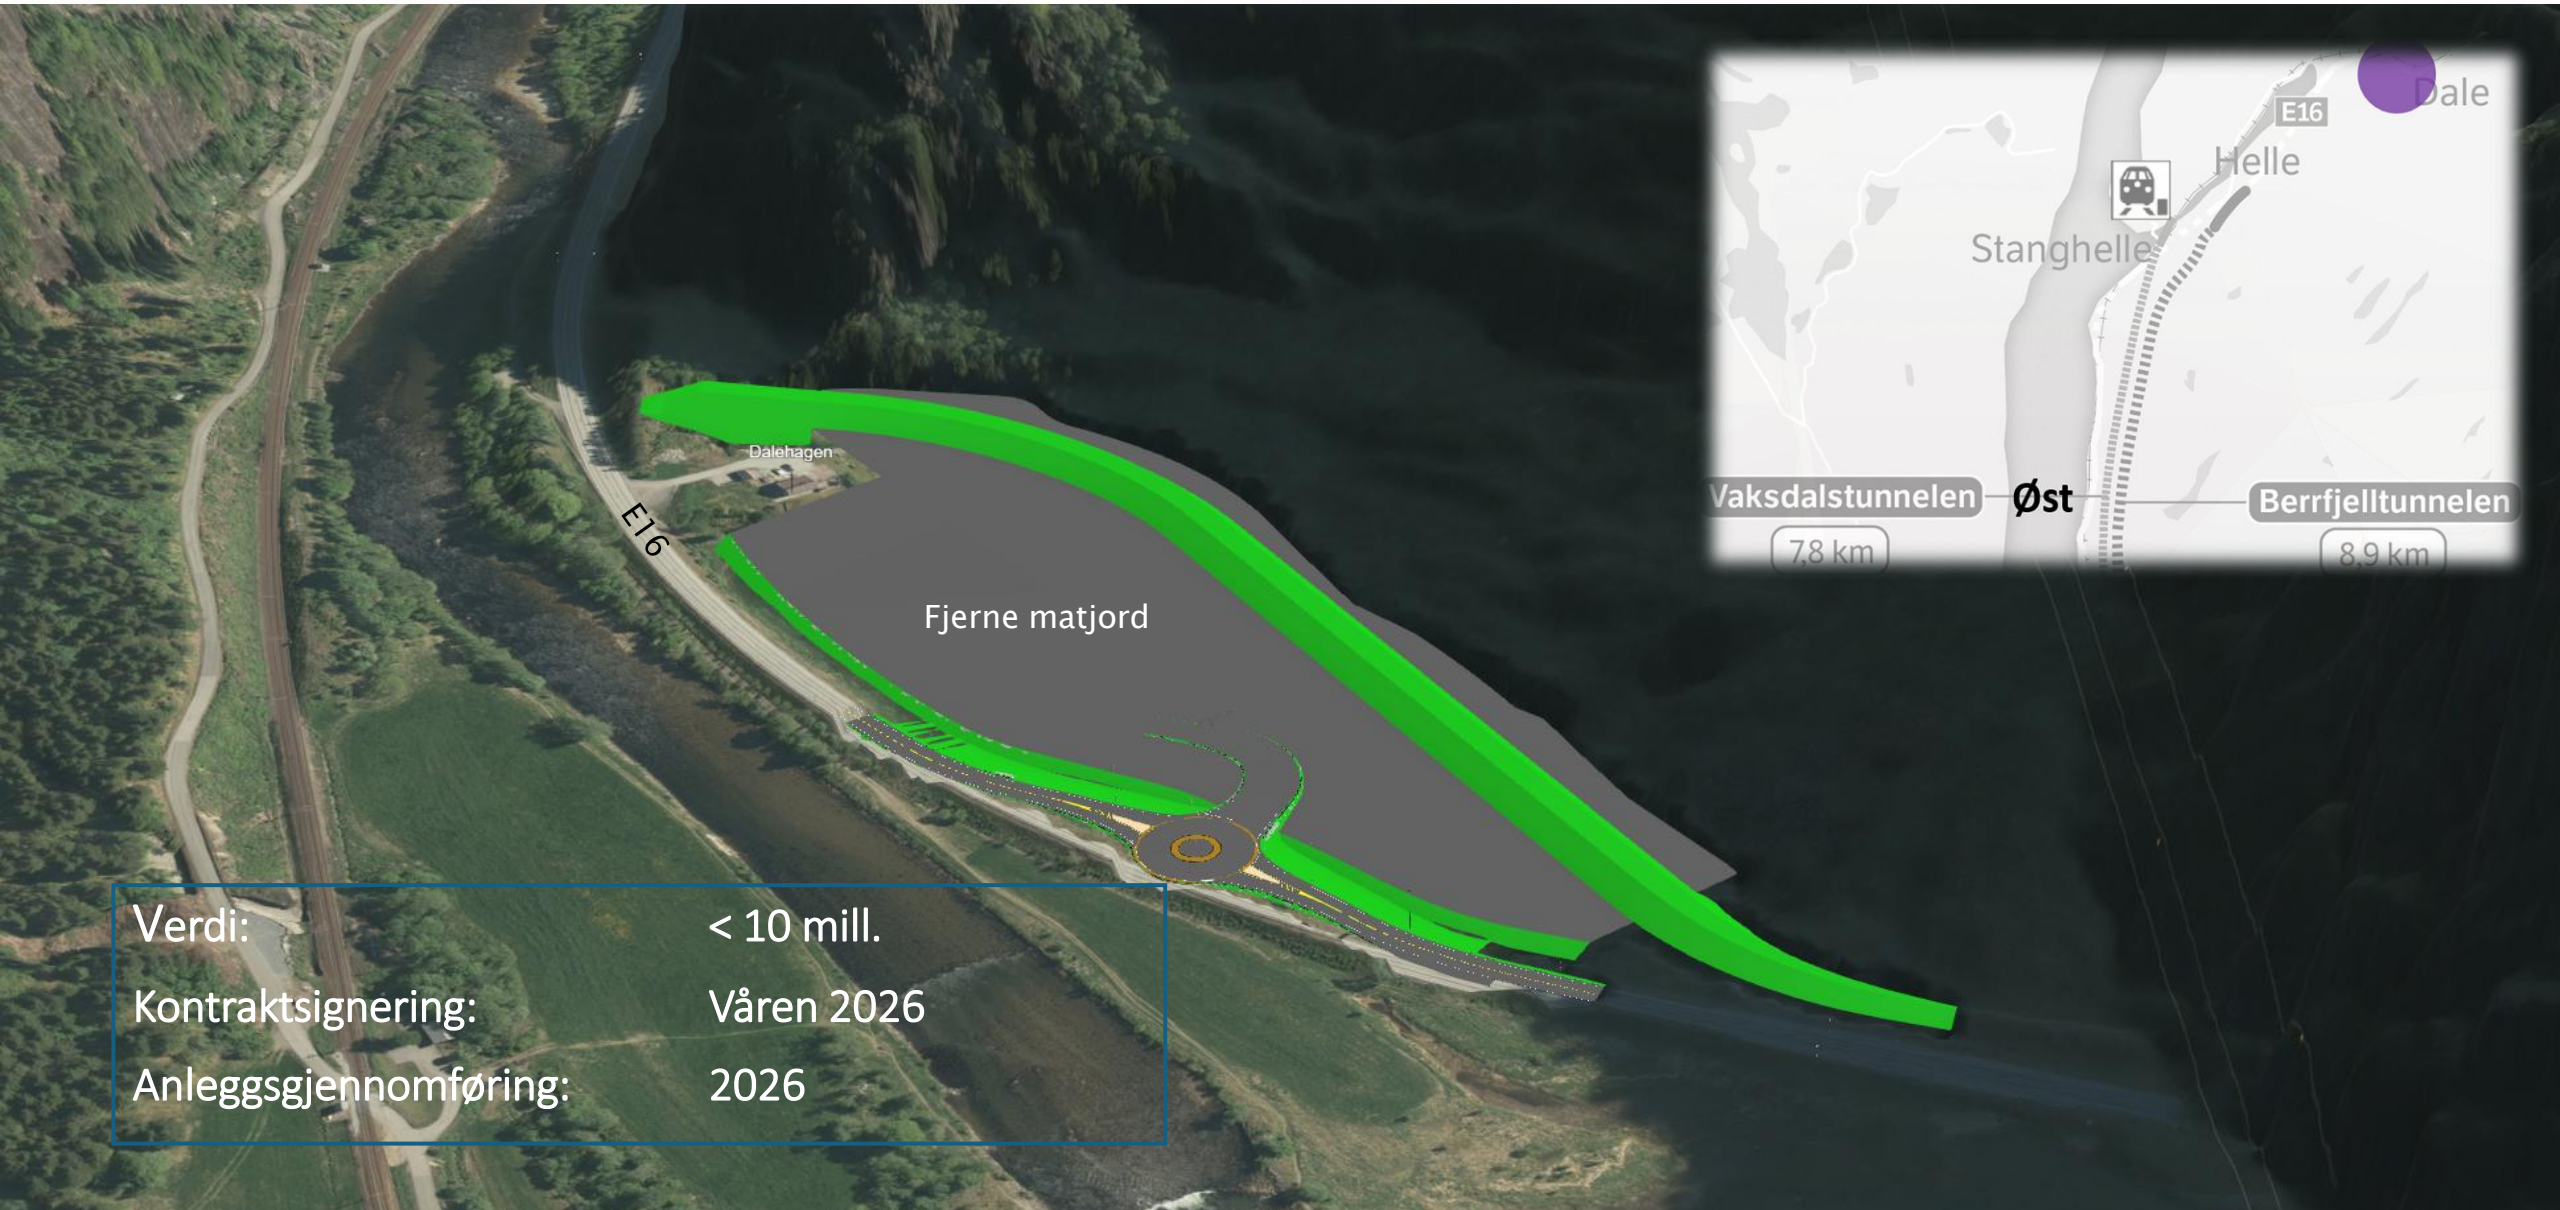 Dale
E16
Helle
Stanghelle
Vaksdalstunnelen
Øst
Berrfjelltunnelen
7,8 km
8,9 km
Dalehagen
E16
Fjerne matjord
Verdi: < 10 mill.
Kontraktsignering: Våren 2026
Anleggsgjennomføring: 2026